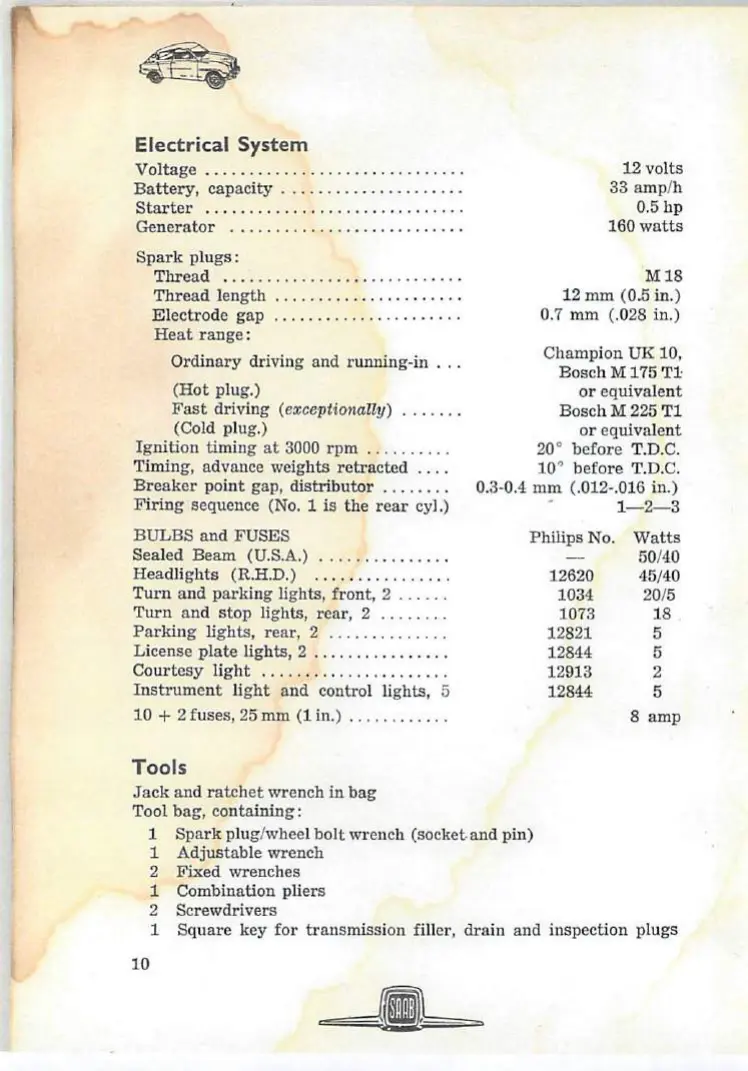 Electrical System
Voltage .............................. 12 volts
Battery, capacity ..................... 33 amp/h
Starter .............................. 0.5 hp
Generator ........................... 160 watts
Spark plugs:
Thread ........................... M 18
Thread length ...................... 12 mm (0.5 in.)
Electrode gap ...................... 0.7 mm (.028 in.)
Heat range:
Ordinary driving and running-in ... Champion UK 10,
Bosch M 175 T1
(Hot plug.) or equivalent
Fast driving (exceptionally) ....... Bosch M 225 T1
(Cold plug.) or equivalent
Ignition timing at 3000 rpm .......... 20° before T.D.C.
Timing, advance weights retracted .... 10° before T.D.C.
Breaker point gap, distributor ........ 0.3-0.4 mm (.012-.016 in.)
Firing sequence (No. 1 is the rear cyl.) 1—2—3
BULBS and FUSES Philips No. Watts
Sealed Beam (U.S.A.) ............... — 50/40
Headlights (R.H.D.) ................ 12620 45/40
Turn and parking lights, front, 2 ...... 1034 20/5
Turn and stop lights, rear, 2 ........ 1073 18
Parking lights, rear, 2 .............. 12821 5
License plate lights, 2 ................ 12844 5
Courtesy light ...................... 12913 2
Instrument light and control lights, 5 12844 5
10 + 2 fuses, 25 mm (1 in.) ............ 8 amp
Tools
Jack and ratchet wrench in bag
Tool bag, containing:
1 Spark plug/wheel bolt wrench (socket and pin)
1 Adjustable wrench
2 Fixed wrenches
1 Combination pliers
2 Screwdrivers
1 Square key for transmission filler, drain and inspection plugs
10
SAAB